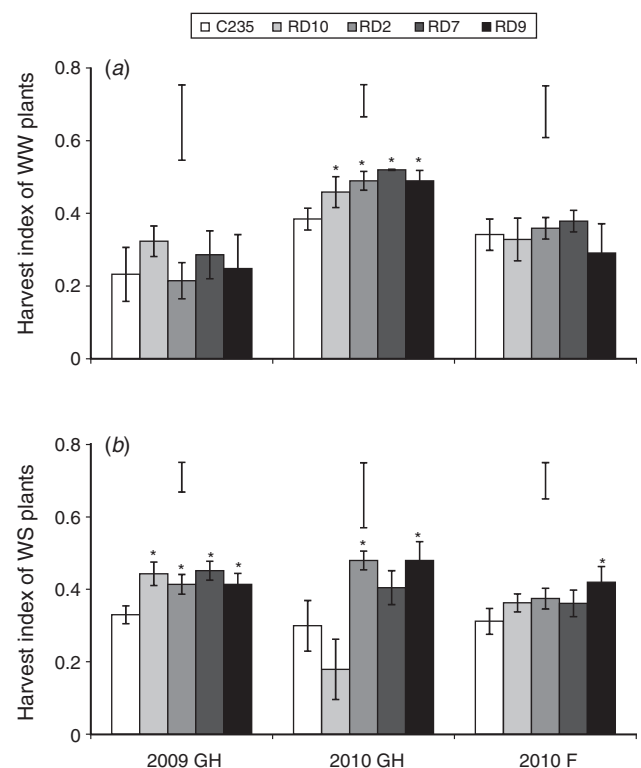 C235 RD10 RD2 RD7 RD9
(a)
Harvest index of WW plants
0.8
0.6
0.4
0.2
0
* * * *
(b)
Harvest index of WS plants
0.8
0.6
0.4
0.2
0
* * * * * * *
2009 GH 2010 GH 2010 F